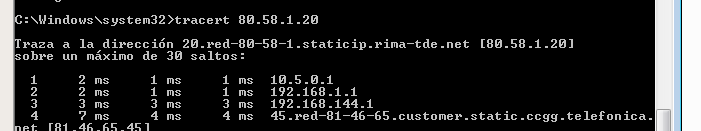 C:\Windows\system32>tracert 80.58.1.20
Traza a la dirección 20.red-80-58-1.staticip.rima-tde.net [80.58.1.20]
sobre un máximo de 30 saltos:
1 2 ms 1 ms 1 ms 10.5.0.1
2 2 ms 1 ms 1 ms 192.168.1.1
3 3 ms 3 ms 3 ms 192.168.144.1
4 7 ms 4 ms 4 ms 45.red-81-46-65.customer.static.ccgg.telefonica.
net [81.46.65.45]